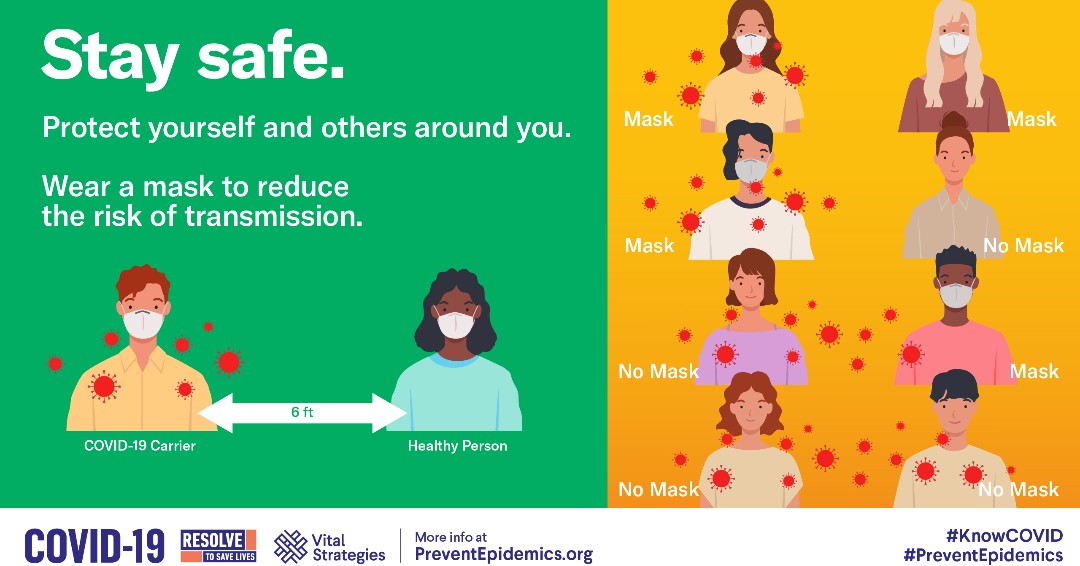 Stay safe.
Protect yourself and others around you.
Wear a mask to reduce
the risk of transmission.
6 ft
COVID-19 Carrier
Healthy Person
Mask
Mask
Mask
No Mask
No Mask
Mask
No Mask
No Mask
COVID-19
RESOLVE
TO SAVE LIVES
Vital
Strategies
More info at
PreventEpidemics.org
#KnowCOVID
#PreventEpidemics